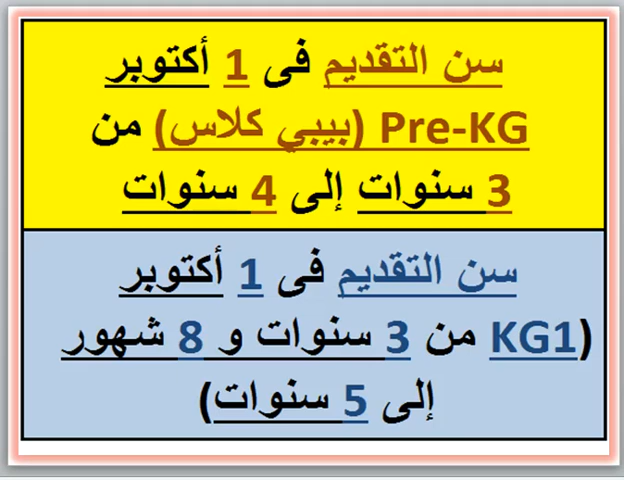 سن التقديم فى 1 أكتوبر
Pre-KG (بيبي كلاس) من
3 سنوات إلى 4 سنوات
سن التقديم فى 1 أكتوبر
(KG1 من 3 سنوات و 8 شهور
إلى 5 سنوات)